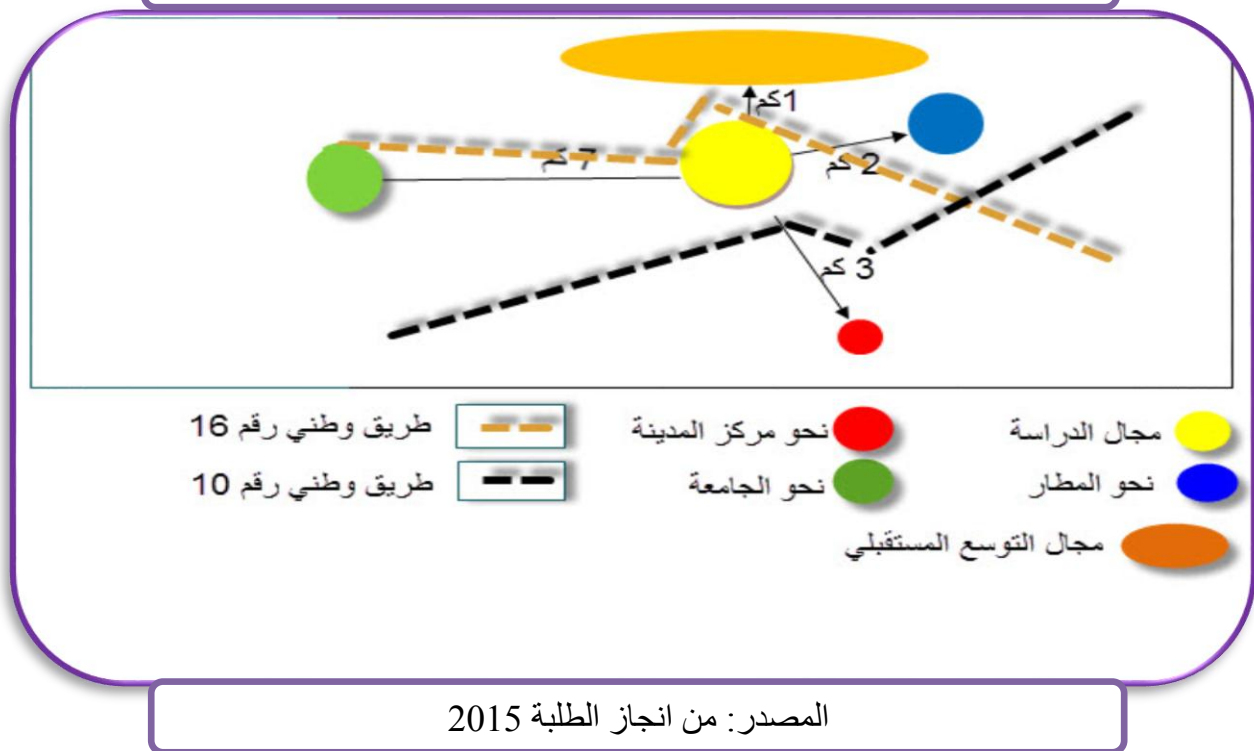 1كم
7 كم
2 كم
3 كم
مجال الدراسة
نحو مركز المدينة
طريق وطني رقم 16
نحو المطار
نحو الجامعة
طريق وطني رقم 10
مجال التوسع المستقبلي
المصدر: من انجاز الطلبة 2015